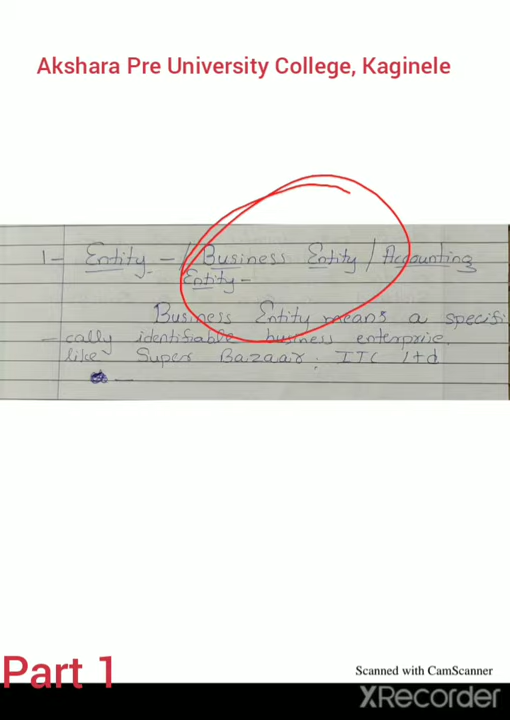 Akshara Pre University College, Kaginele
1- Entity - / Business Entity / Accounting
Entity -
Business Entity means a specifi
- cally identifiable business enterprise
like Super Bazaar. ITC Ltd
Part 1
Scanned with CamScanner
XRecorder